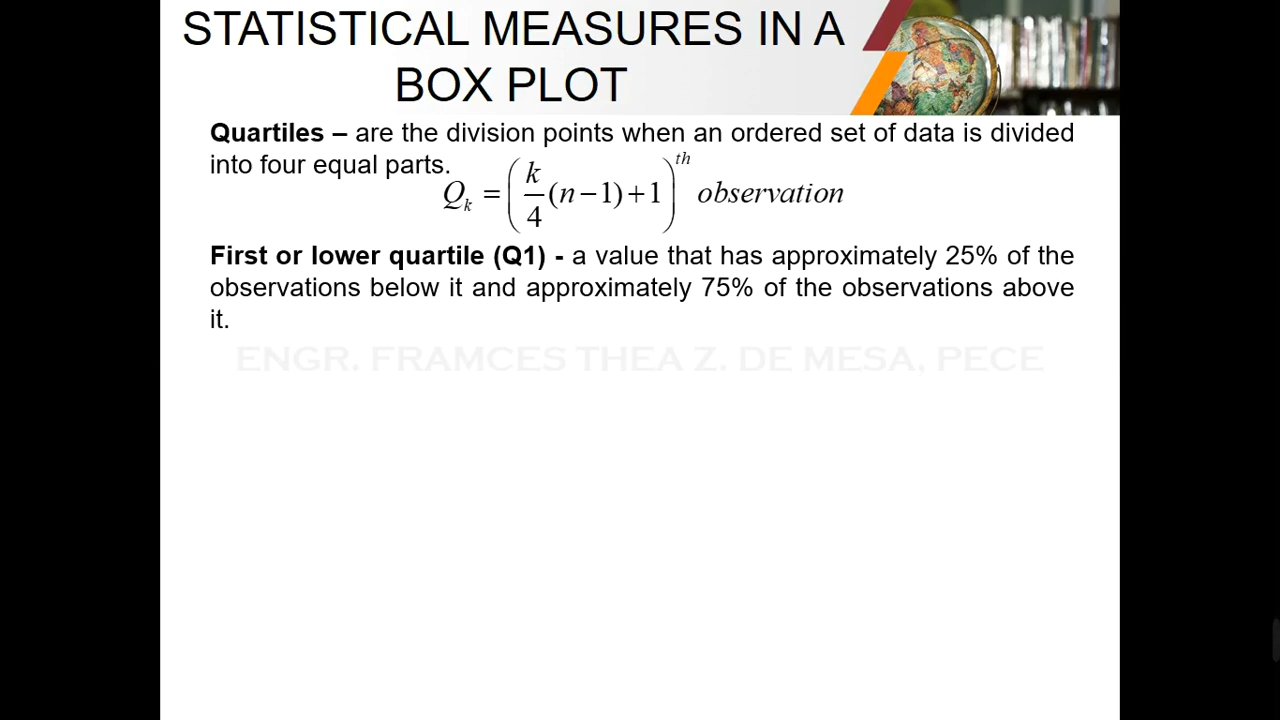 STATISTICAL MEASURES IN A
BOX PLOT
Quartiles – are the division points when an ordered set of data is divided
into four equal parts.
Qₖ = (k/4 (n−1)+1)ᵗʰ observation
First or lower quartile (Q1) - a value that has approximately 25% of the
observations below it and approximately 75% of the observations above
it.
ENGR. FRAMCES THEA Z. DE MESA, PECE